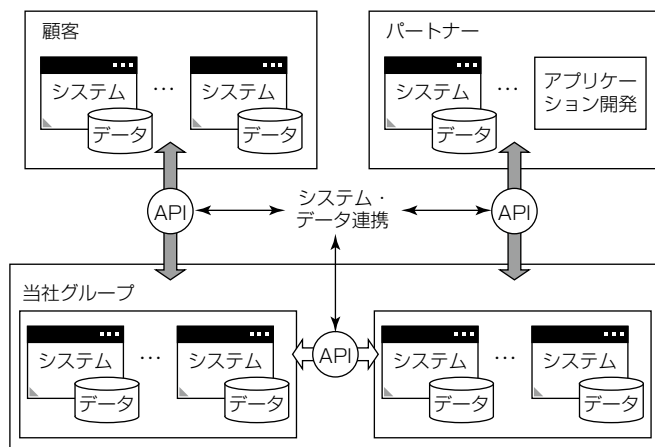 顧客
システム
データ
…
システム
データ
パートナー
システム
データ
…
アプリケー
ション開発
API
システム・
データ連携
API
当社グループ
システム
データ
…
システム
データ
API
システム
データ
…
システム
データ